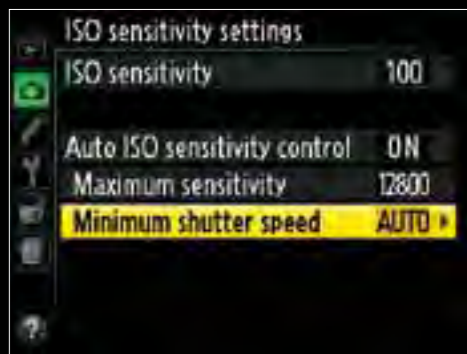 ISO sensitivity settings
ISO sensitivity 100
Auto ISO sensitivity control ON
Maximum sensitivity 12800
Minimum shutter speed AUTO
?